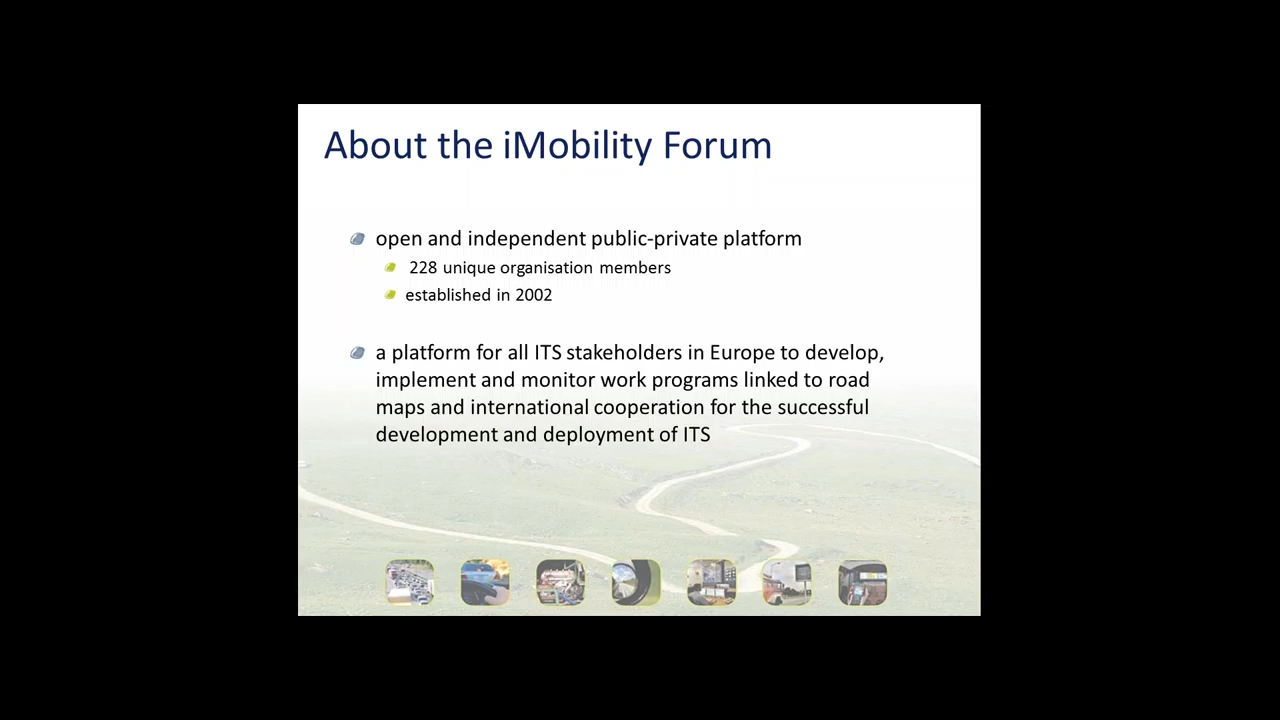 About the iMobility Forum
open and independent public-private platform
228 unique organisation members
established in 2002
a platform for all ITS stakeholders in Europe to develop,
implement and monitor work programs linked to road
maps and international cooperation for the successful
development and deployment of ITS